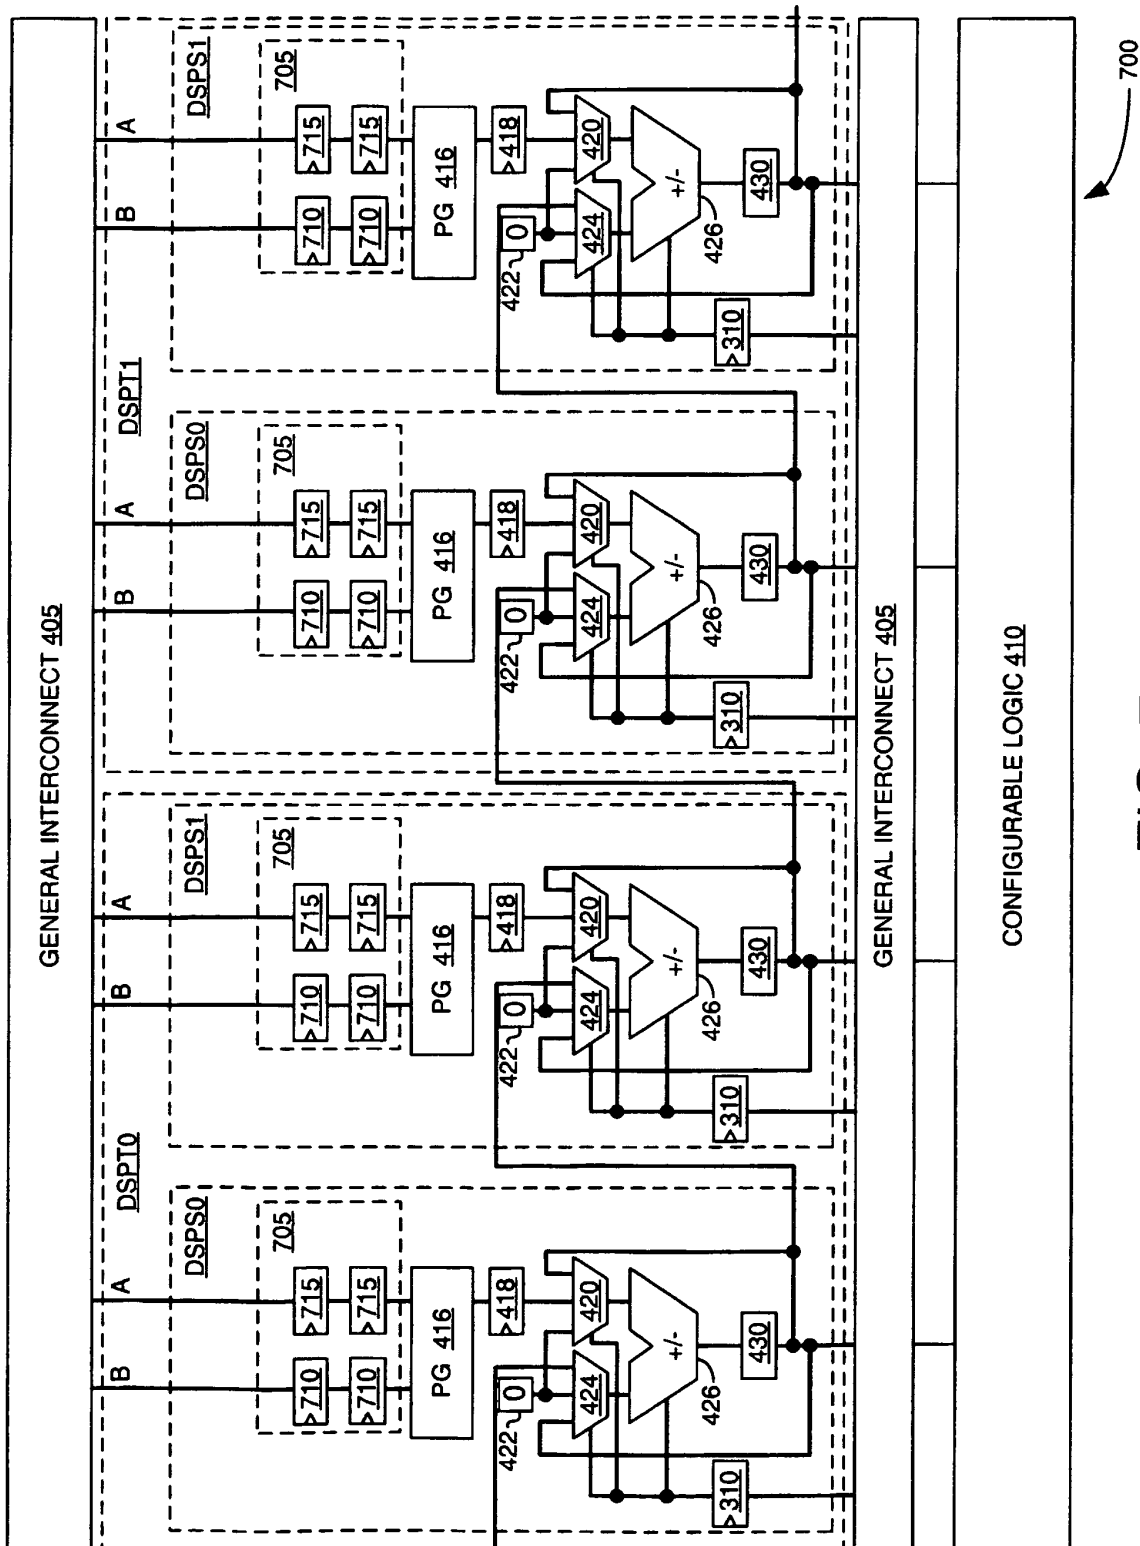 GENERAL INTERCONNECT 405
B A DSPT0 B A B A DSPT1 B A
DSPS0 DSPS1 DSPS0 DSPS1
705 705 705 705
710 715 710 715 710 715 710 715
710 715 710 715 710 715 710 715
PG 416 PG 416 PG 416 PG 416
422 0 418 422 0 418 422 0 418 422 0 418
424 420 424 420 424 420 424 420
+/- +/- +/- +/-
426 426 426 426
310 430 310 430 310 430 310 430
GENERAL INTERCONNECT 405
CONFIGURABLE LOGIC 410
700